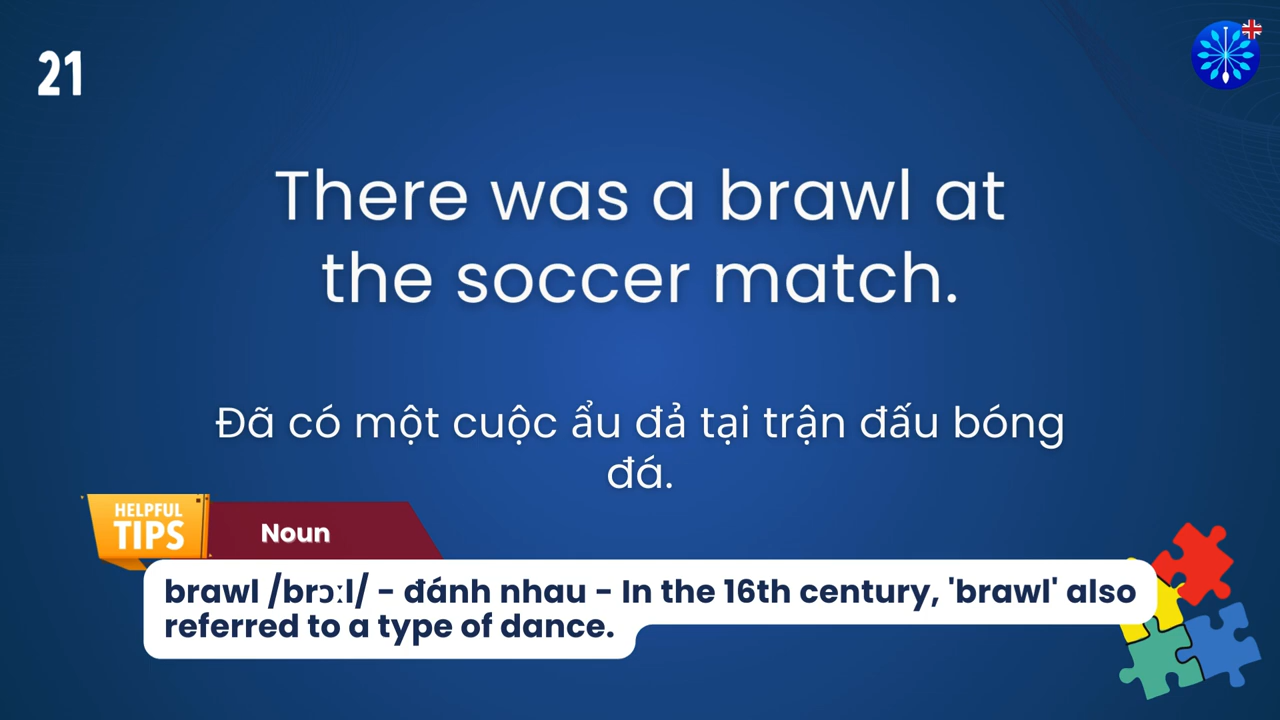 21
There was a brawl at
the soccer match.
Đã có một cuộc ẩu đả tại trận đấu bóng
đá.
HELPFUL
TIPS
Noun
brawl /brɔːl/ - đánh nhau - In the 16th century, 'brawl' also
referred to a type of dance.